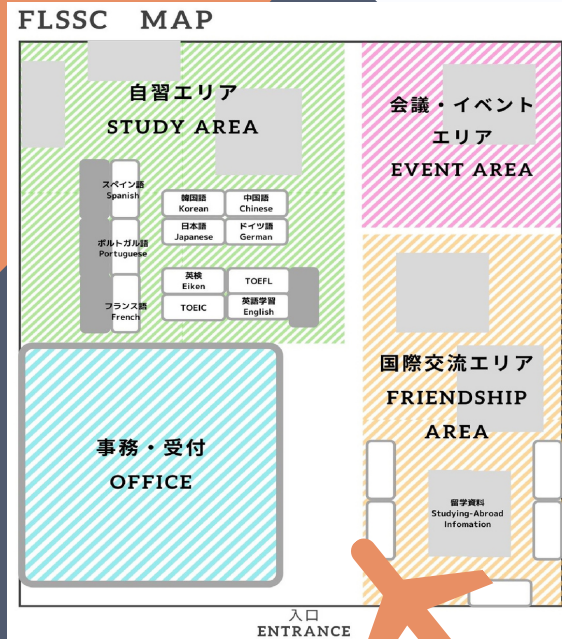 FLSSC MAP
自習エリア
STUDY AREA
会議・イベント
エリア
EVENT AREA
スペイン語
Spanish
韓国語
Korean
中国語
Chinese
日本語
Japanese
ドイツ語
German
ポルトガル語
Portuguese
英検
Eiken
TOEFL
フランス語
French
TOEIC
英語学習
English
国際交流エリア
FRIENDSHIP
AREA
事務・受付
OFFICE
留学資料
Studying-Abroad
Infomation
入口
ENTRANCE